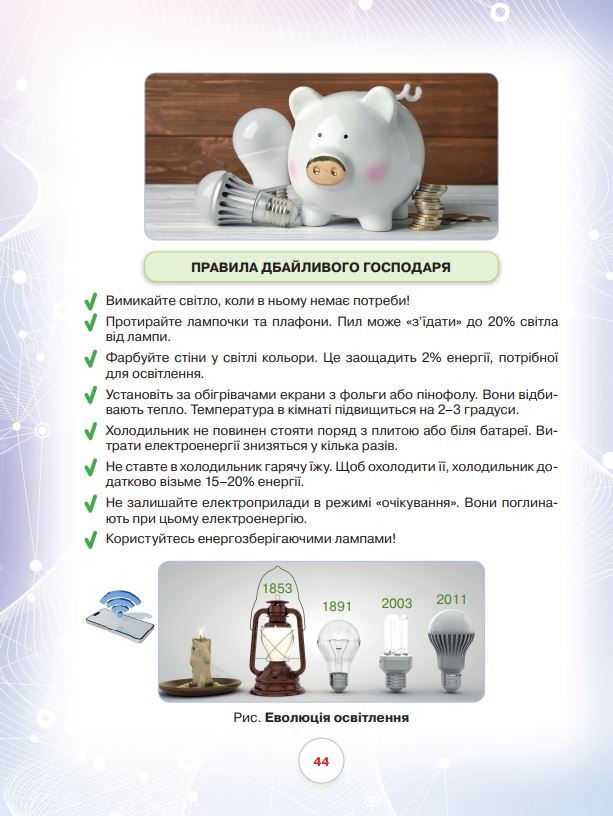 ПРАВИЛА ДБАЙЛИВОГО ГОСПОДАРЯ
Вимикайте світло, коли в ньому немає потреби!
Протирайте лампочки та плафони. Пил може «з’їдати» до 20% світла
від лампи.
Фарбуйте стіни у світлі кольори. Це заощадить 2% енергії, потрібної
для освітлення.
Установіть за обігрівачами екрани з фольги або пінофолу. Вони відби-
вають тепло. Температура в кімнаті підвищиться на 2–3 градуси.
Холодильник не повинен стояти поряд з плитою або біля батареї. Ви-
трати електроенергії знизяться у кілька разів.
Не ставте в холодильник гарячу їжу. Щоб охолодити її, холодильник до-
датково візьме 15–20% енергії.
Не залишайте електроприлади в режимі «очікування». Вони поглина-
ють при цьому електроенергію.
Користуйтесь енергозберігаючими лампами!
1853
1891
2003
2011
Рис. Еволюція освітлення
44